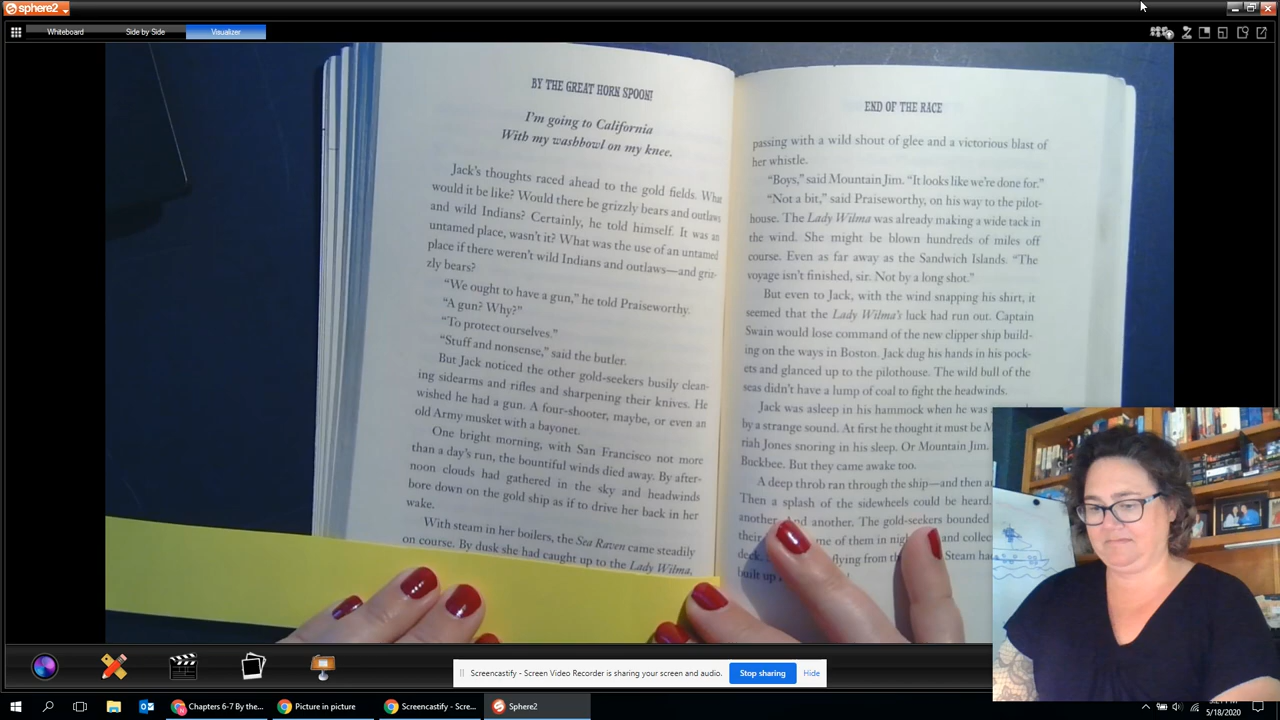 sphere2
Whiteboard
Side by Side
Visualizer
BY THE GREAT HORN SPOON!
I'm going to California
With my washbowl on my knee.
Jack's thoughts raced ahead to the gold fields. What
would it be like? Would there be grizzly bears and outlaws
and wild Indians? Certainly, he told himself. It was an
untamed place, wasn't it? What was the use of an untamed
place if there weren't wild Indians and outlaws—and griz-
zly bears?
"We ought to have a gun," he told Praiseworthy.
"A gun? Why?"
"To protect ourselves."
"Stuff and nonsense," said the butler.
But Jack noticed the other gold-seekers busily clean-
ing sidearms and rifles and sharpening their knives. He
wished he had a gun. A four-shooter, maybe, or even an
old Army musket with a bayonet.
One bright morning, with San Francisco not more
than a day's run, the bountiful winds died away. By after-
noon clouds had gathered in the sky and headwinds
bore down on the gold ship as if to drive her back in her
wake.
With steam in her boilers, the Sea Raven came steadily
on course. By dusk she had caught up to the Lady Wilma,
END OF THE RACE
passing with a wild shout of glee and a victorious blast of
her whistle.
"Boys," said Mountain Jim. "It looks like we're done for."
"Not a bit," said Praiseworthy, on his way to the pilot-
house. The Lady Wilma was already making a wide tack in
the wind. She might be blown hundreds of miles off
course. Even as far away as the Sandwich Islands. "The
voyage isn't finished, sir. Not by a long shot."
But even to Jack, with the wind snapping his shirt, it
seemed that the Lady Wilma's luck had run out. Captain
Swain would lose command of the new clipper ship build-
ing on the ways in Boston. Jack dug his hands in his pock-
ets and glanced up to the pilothouse. The wild bull of the
seas didn't have a lump of coal to fight the headwinds.
Jack was asleep in his hammock when he was
by a strange sound. At first he thought it must be
riah Jones snoring in his sleep. Or Mountain Jim.
Buckbee. But they came awake too.
A deep throb ran through the ship—and then
Then a splash of the sidewheels could be heard.
another. And another. The gold-seekers bounded
their me of them in and
deck. flying from the Steam
built up
Screencastify - Screen Video Recorder is sharing your screen and audio.
Stop sharing
Hide
Chapters 6-7 By the...
Picture in picture
Screencastify - Scree...
Sphere2
5/18/2020